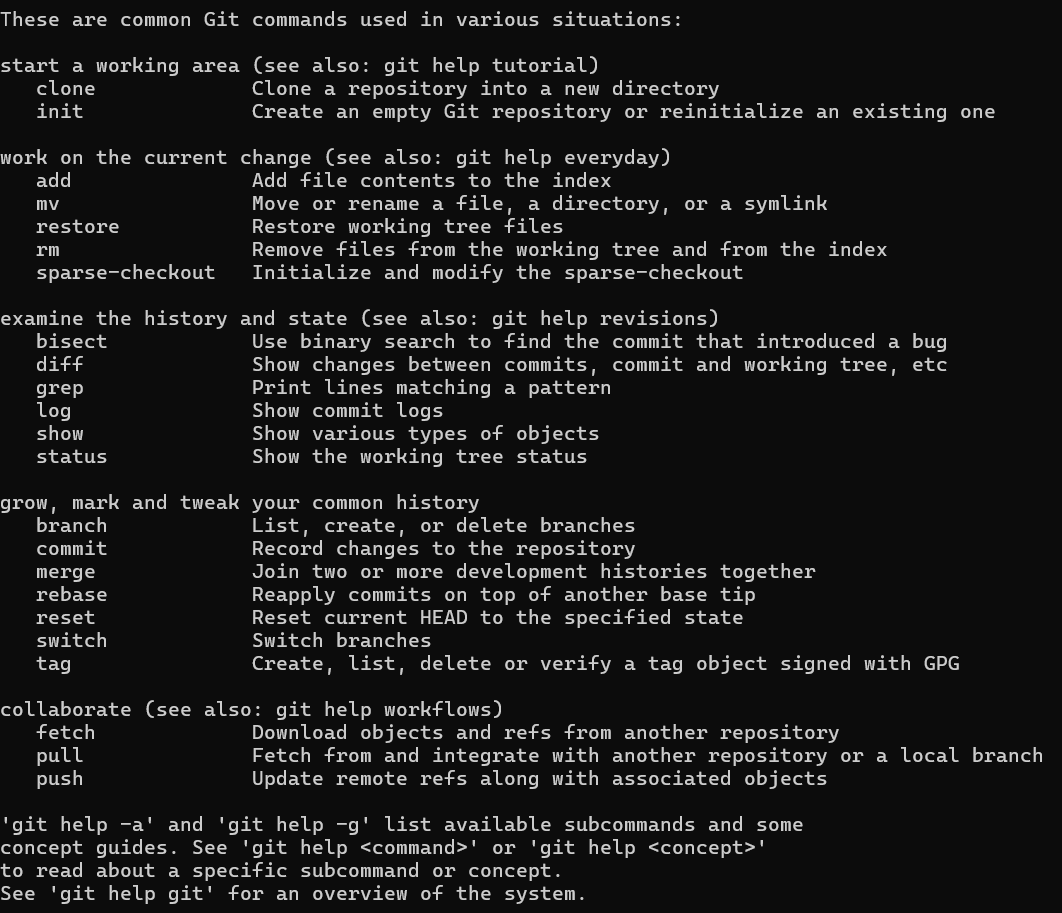 These are common Git commands used in various situations:

start a working area (see also: git help tutorial)
   clone             Clone a repository into a new directory
   init              Create an empty Git repository or reinitialize an existing one

work on the current change (see also: git help everyday)
   add               Add file contents to the index
   mv                Move or rename a file, a directory, or a symlink
   restore           Restore working tree files
   rm                Remove files from the working tree and from the index
   sparse-checkout   Initialize and modify the sparse-checkout

examine the history and state (see also: git help revisions)
   bisect            Use binary search to find the commit that introduced a bug
   diff              Show changes between commits, commit and working tree, etc
   grep              Print lines matching a pattern
   log               Show commit logs
   show              Show various types of objects
   status            Show the working tree status

grow, mark and tweak your common history
   branch            List, create, or delete branches
   commit            Record changes to the repository
   merge             Join two or more development histories together
   rebase            Reapply commits on top of another base tip
   reset             Reset current HEAD to the specified state
   switch            Switch branches
   tag               Create, list, delete or verify a tag object signed with GPG

collaborate (see also: git help workflows)
   fetch             Download objects and refs from another repository
   pull              Fetch from and integrate with another repository or a local branch
   push              Update remote refs along with associated objects

'git help -a' and 'git help -g' list available subcommands and some
concept guides. See 'git help <command>' or 'git help <concept>'
to read about a specific subcommand or concept.
See 'git help git' for an overview of the system.